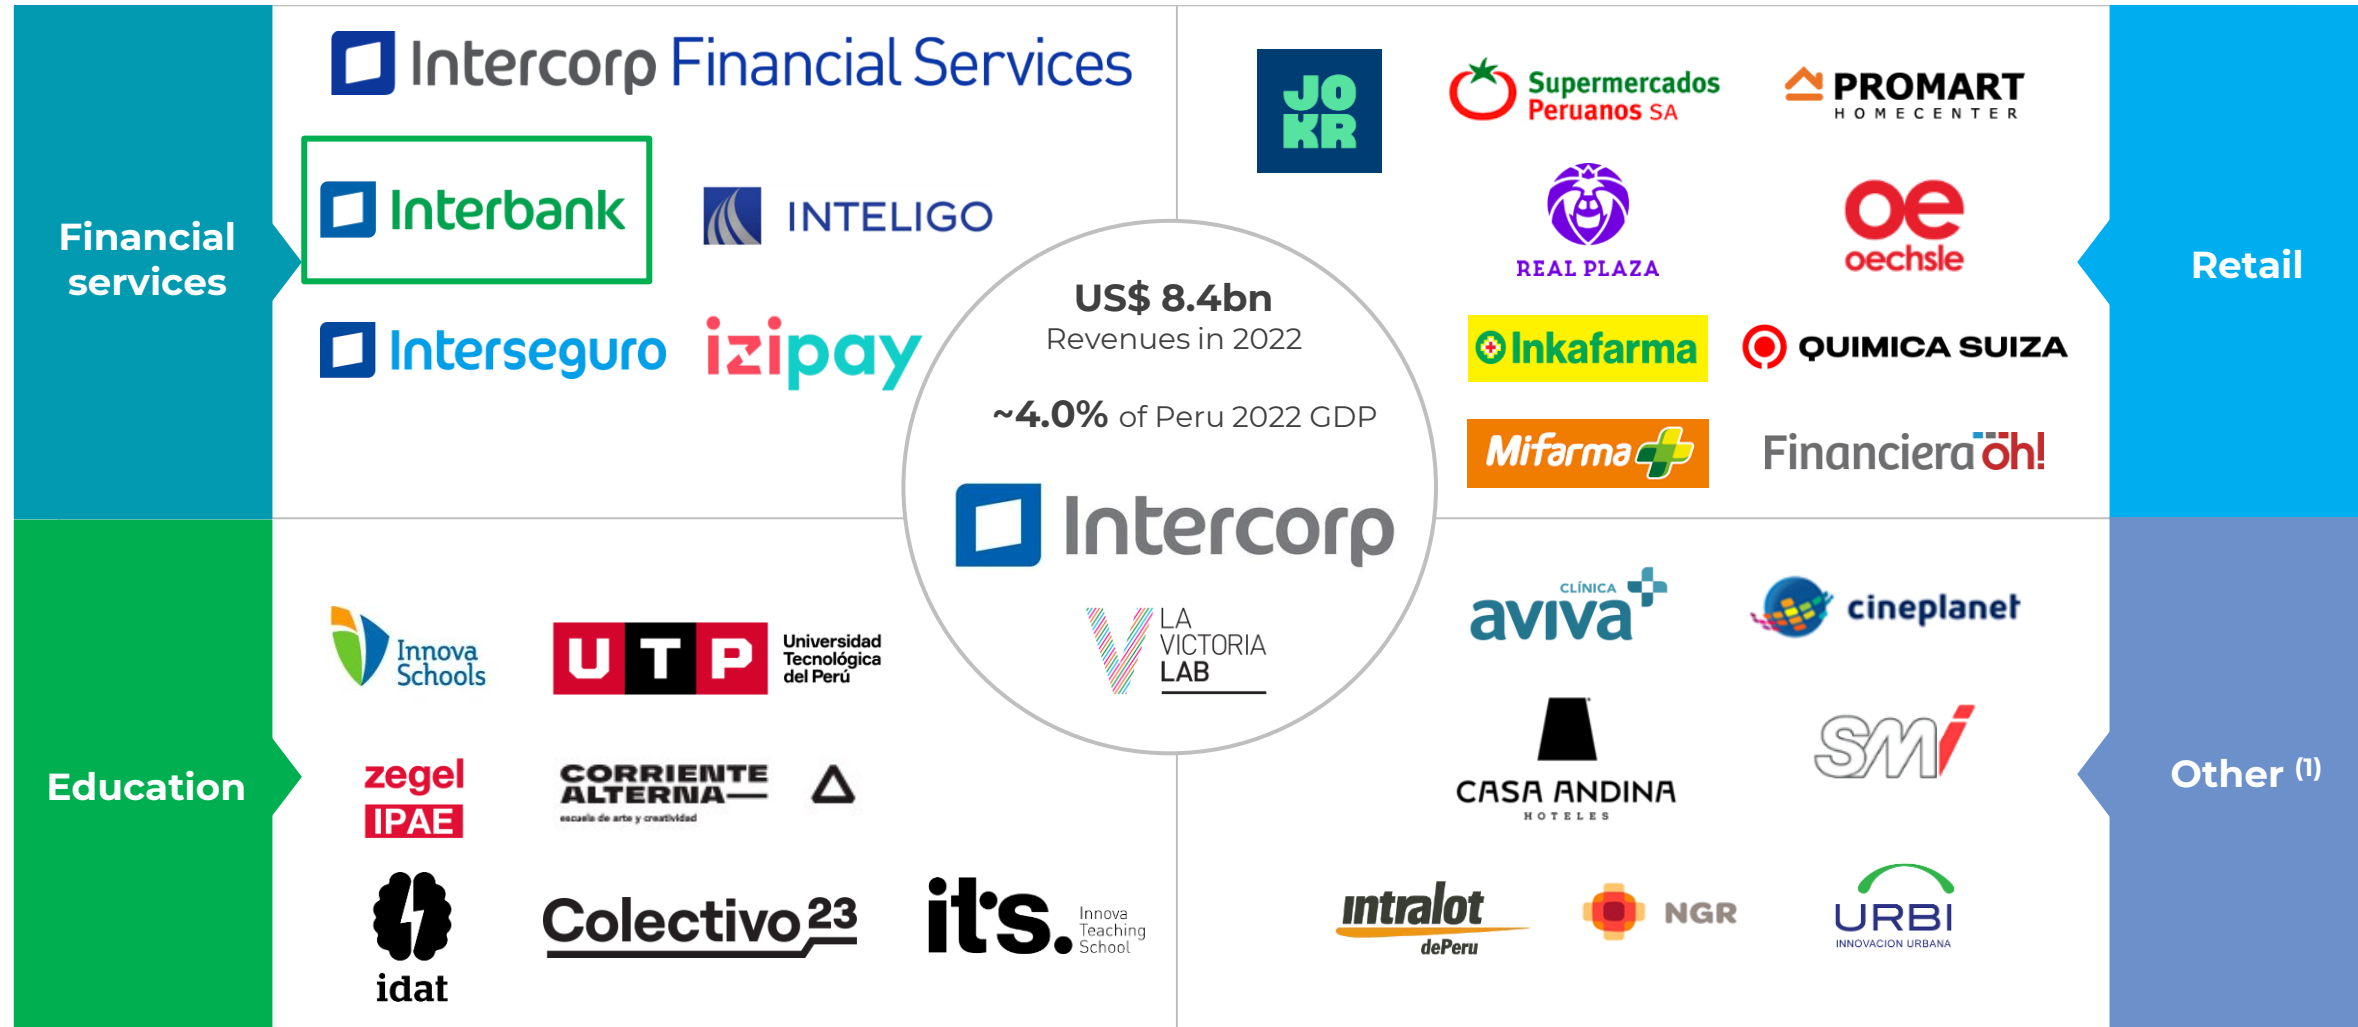 Financial
services
Intercorp Financial Services
Interbank
INTELIGO
Interseguro
izipay
JO
KR
Supermercados
Peruanos SA
PROMART
HOMECENTER
REAL PLAZA
oe
oechsle
Inkafarma
QUIMICA SUIZA
Mifarma
Financiera oh!
Retail
US$ 8.4bn
Revenues in 2022
~4.0% of Peru 2022 GDP
Intercorp
LA
VICTORIA
LAB
Education
Innova
Schools
UTP
Universidad
Tecnológica
del Perú
zegel
IPAE
CORRIENTE
ALTERNA
escuela de arte y creatividad
idat
Colectivo 23
it's.
Innova
Teaching
School
CLÍNICA
aviva
cineplanet
CASA ANDINA
HOTELES
SMi
intralot
dePeru
NGR
URBI
INNOVACION URBANA
Other (1)